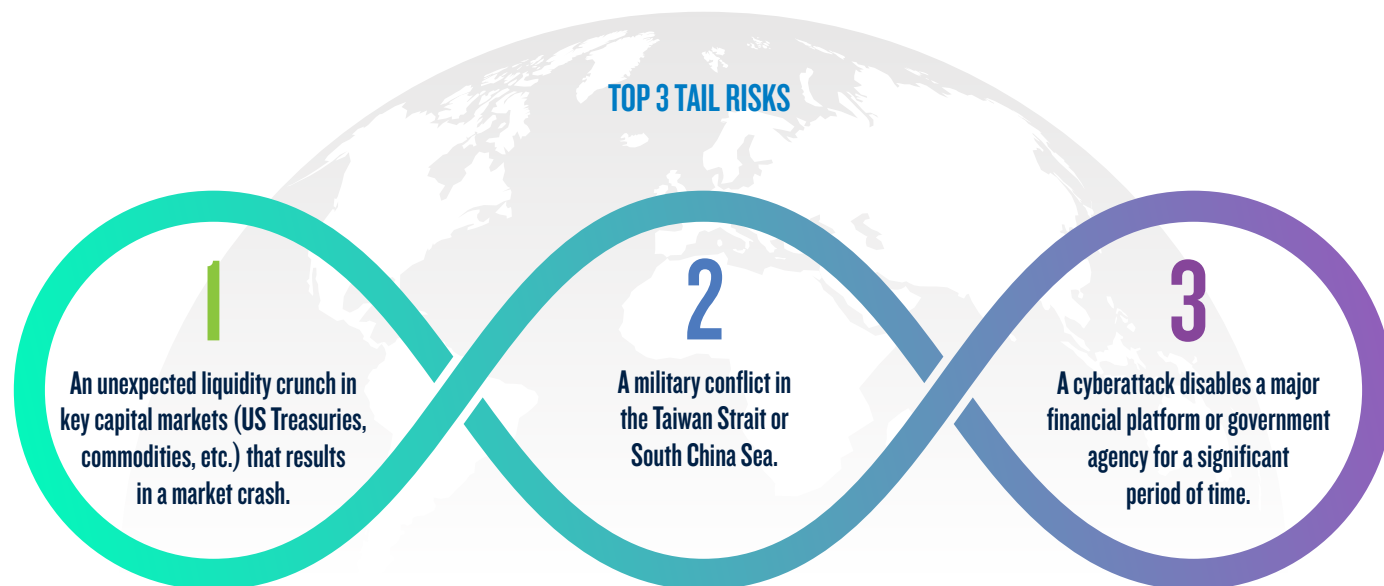 TOP 3 TAIL RISKS
1
An unexpected liquidity crunch in
key capital markets (US Treasuries,
commodities, etc.) that results
in a market crash.
2
A military conflict in
the Taiwan Strait or
South China Sea.
3
A cyberattack disables a major
financial platform or government
agency for a significant
period of time.